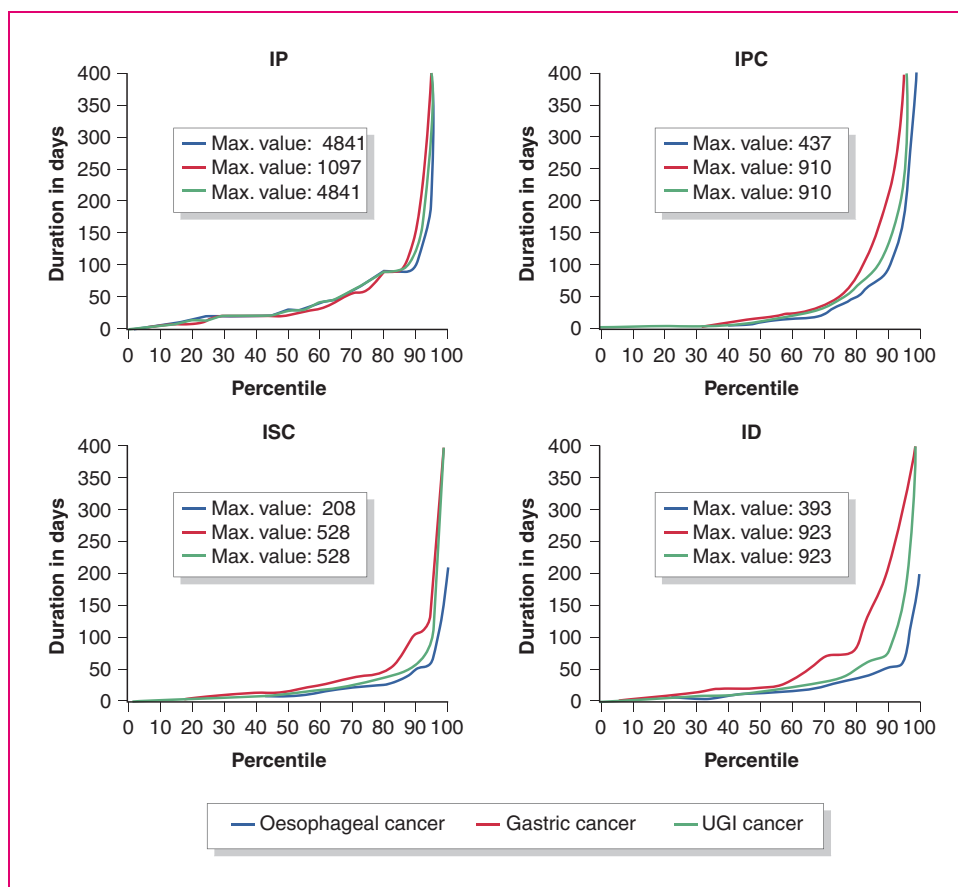 IP
400
350
300
250
200
150
100
50
0
Duration in days
Max. value: 4841
Max. value: 1097
Max. value: 4841
0 10 20 30 40 50 60 70 80 90 100
Percentile
IPC
400
350
300
250
200
150
100
50
0
Duration in days
Max. value: 437
Max. value: 910
Max. value: 910
0 10 20 30 40 50 60 70 80 90 100
Percentile
ISC
400
350
300
250
200
150
100
50
0
Duration in days
Max. value: 208
Max. value: 528
Max. value: 528
0 10 20 30 40 50 60 70 80 90 100
Percentile
ID
400
350
300
250
200
150
100
50
0
Duration in days
Max. value: 393
Max. value: 923
Max. value: 923
0 10 20 30 40 50 60 70 80 90 100
Percentile
Oesophageal cancer Gastric cancer UGI cancer